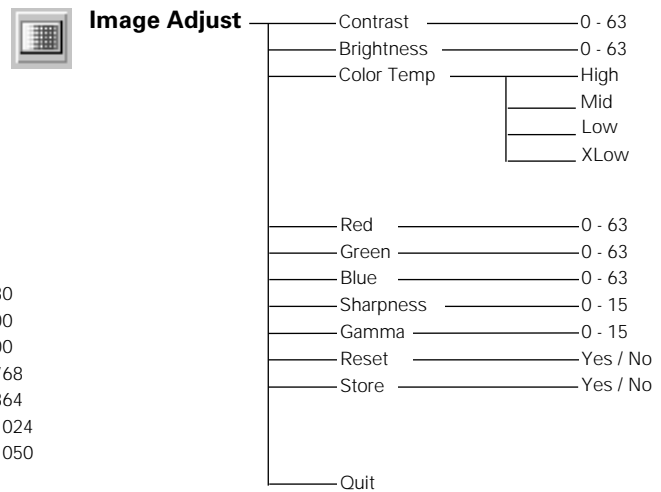 Image Adjust
Contrast 0 - 63
Brightness 0 - 63
Color Temp High
Mid
Low
XLow
Red 0 - 63
Green 0 - 63
Blue 0 - 63
Sharpness 0 - 15
Gamma 0 - 15
Reset Yes / No
Store Yes / No
Quit